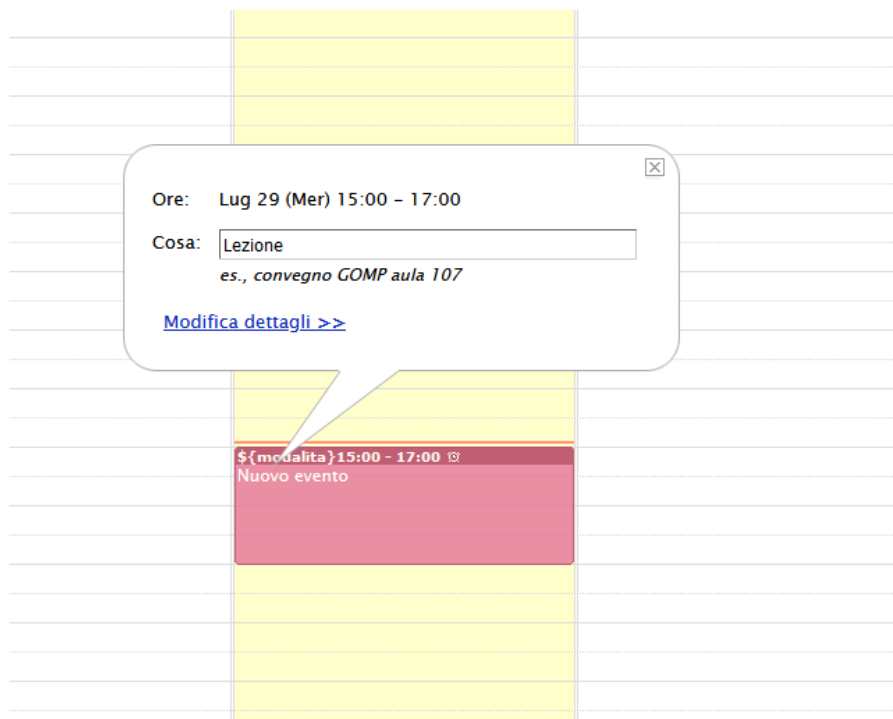 Ore: Lug 29 (Mer) 15:00 – 17:00
Cosa: Lezione
es., convegno GOMP aula 107
Modifica dettagli >>
${modalita}15:00 - 17:00
Nuovo evento